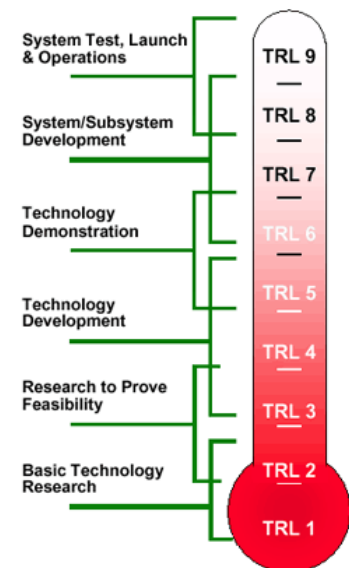 System Test, Launch
& Operations
System/Subsystem
Development
Technology
Demonstration
Technology
Development
Research to Prove
Feasibility
Basic Technology
Research
TRL 9
TRL 8
TRL 7
TRL 6
TRL 5
TRL 4
TRL 3
TRL 2
TRL 1